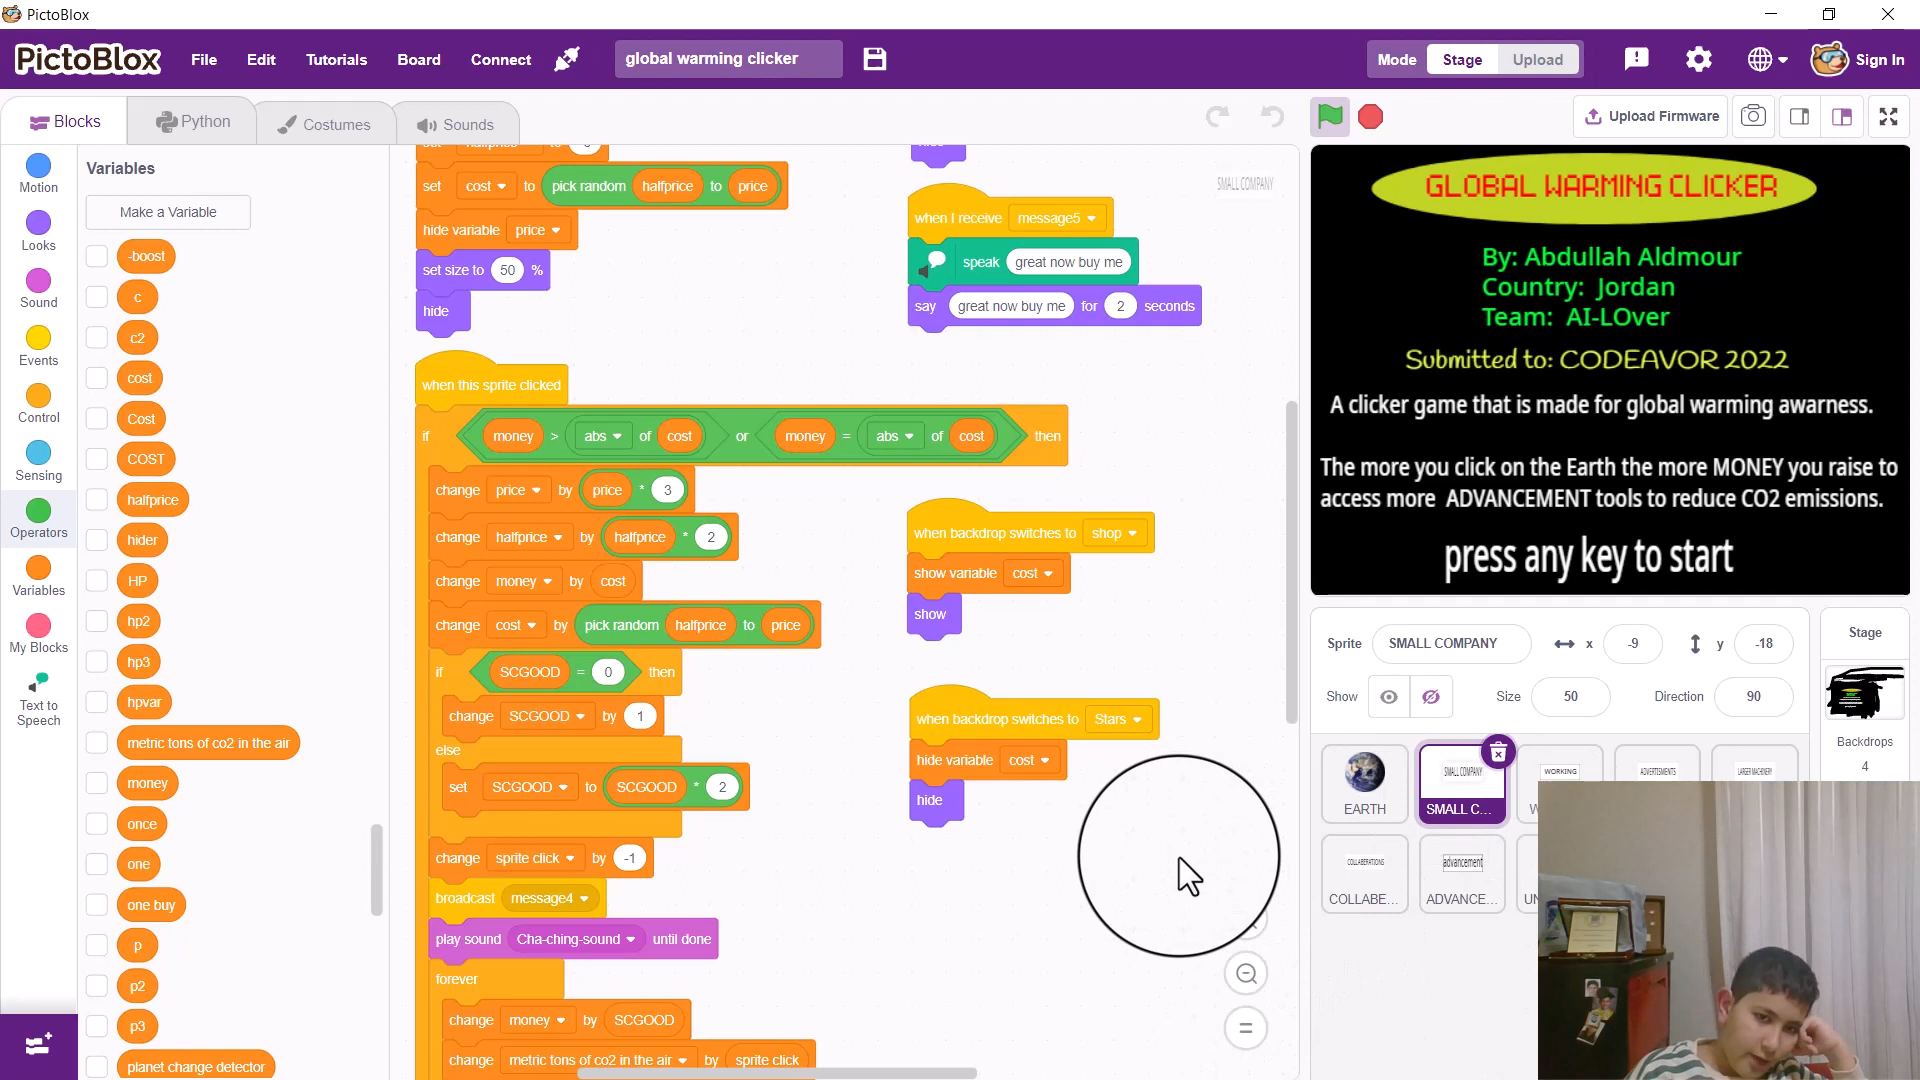 PictoBlox
PictoBlox File Edit Tutorials Board Connect global warming clicker Mode Stage Upload Sign In
Blocks Python Costumes Sounds Upload Firmware
Motion
Looks
Sound
Events
Control
Sensing
Operators
Variables
My Blocks
Text to
Speech
Variables
Make a Variable
-boost
c
c2
cost
Cost
COST
halfprice
hider
HP
hp2
hp3
hpvar
metric tons of co2 in the air
money
once
one
one buy
p
p2
p3
planet change detector
set cost to pick random halfprice to price
hide variable price
set size to 50 %
hide
when this sprite clicked
if money > abs of cost or money = abs of cost then
change price by price * 3
change halfprice by halfprice * 2
change money by cost
change cost by pick random halfprice to price
if SCGOOD = 0 then
change SCGOOD by 1
else
set SCGOOD to SCGOOD * 2
change sprite click by -1
broadcast message4
play sound Cha-ching-sound until done
forever
change money by SCGOOD
change metric tons of co2 in the air by sprite click
hide
SMALL COMPANY
when I receive message5
speak great now buy me
say great now buy me for 2 seconds
when backdrop switches to shop
show variable cost
show
when backdrop switches to Stars
hide variable cost
hide
GLOBAL WARMING CLICKER
By: Abdullah Aldmour
Country: Jordan
Team: AI-LOver
Submitted to: CODEAVOR 2022
A clicker game that is made for global warming awarness.
The more you click on the Earth the more MONEY you raise to
access more ADVANCEMENT tools to reduce CO2 emissions.
press any key to start
Sprite SMALL COMPANY x -9 y -18
Show Size 50 Direction 90
Stage
Backdrops
4
EARTH
SMALL COMPANY
SMALL C...
WORKING
ADVERTISMENTS
LARGER MACHINERY
COLLABERATIONS
COLLABE...
advancement
ADVANCE...